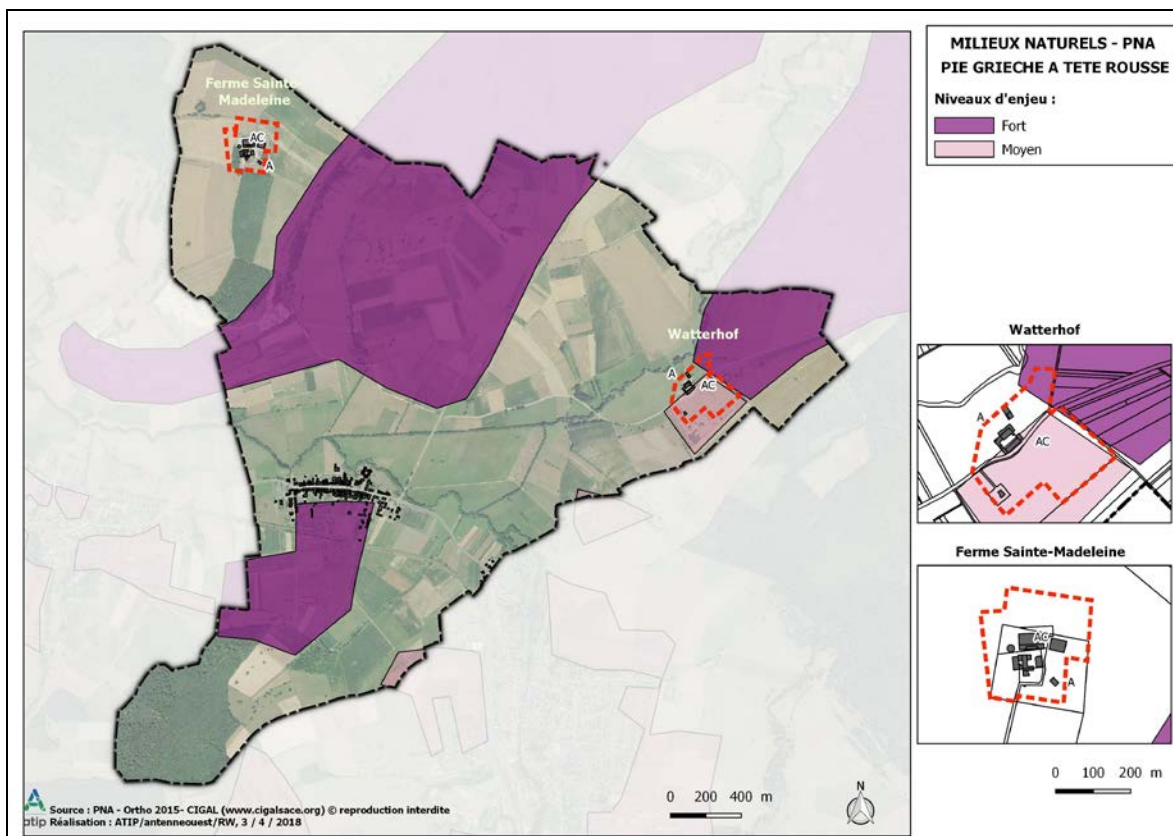 MILIEUX NATURELS - PNA
PIE GRIECHE A TETE ROUSSE
Niveaux d'enjeu :
Fort
Moyen
Ferme Sainte-
Madeleine
AC
A
Watterhof
A
AC
Watterhof
A
AC
Ferme Sainte-Madeleine
AC
A
0 100 200 m
0 200 400 m
N
atip
Source : PNA - Ortho 2015- CIGAL (www.cigalsace.org) © reproduction interdite
Réalisation : ATIP/antenneouest/RW, 3 / 4 / 2018